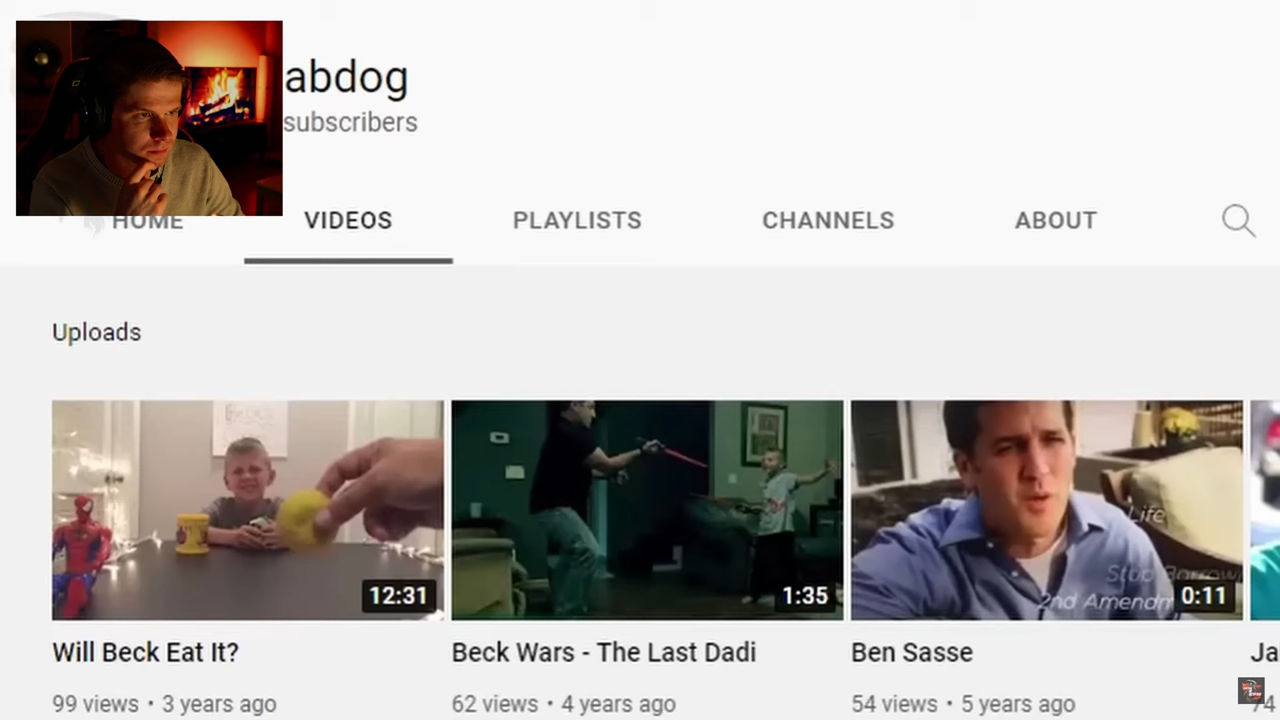 abdog
subscribers
HOME VIDEOS PLAYLISTS CHANNELS ABOUT
Uploads
Life
2nd
12:31 1:35 0:11
Will Beck Eat It? Beck Wars - The Last Dadi Ben Sasse Ja
99 views • 3 years ago 62 views • 4 years ago 54 views • 5 years ago 74